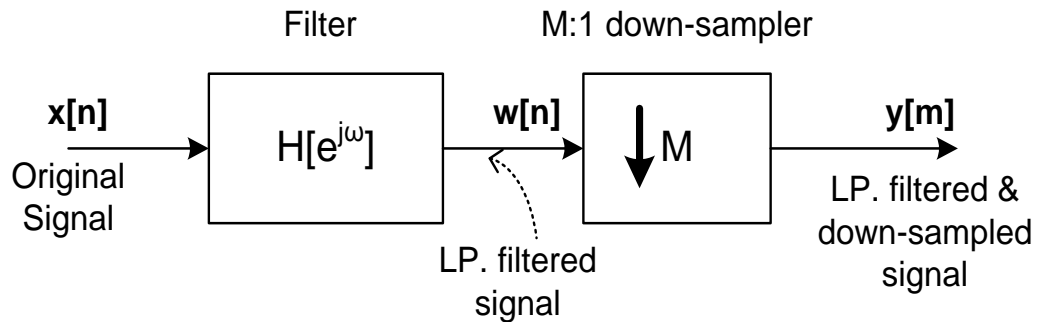 Filter
M:1 down-sampler
x[n]
Original
Signal
H[e^jω]
w[n]
LP. filtered
signal
M
y[m]
LP. filtered &
down-sampled
signal